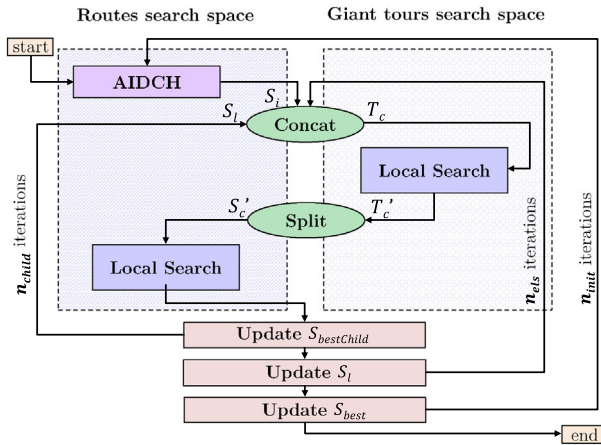 Routes search space
Giant tours search space
start
AIDCH
S_i
S_l
Concat
T_c
Local Search
S_c'
Split
T_c'
Local Search
n_child iterations
n_els iterations
n_init iterations
Update S_bestChild
Update S_l
Update S_best
end